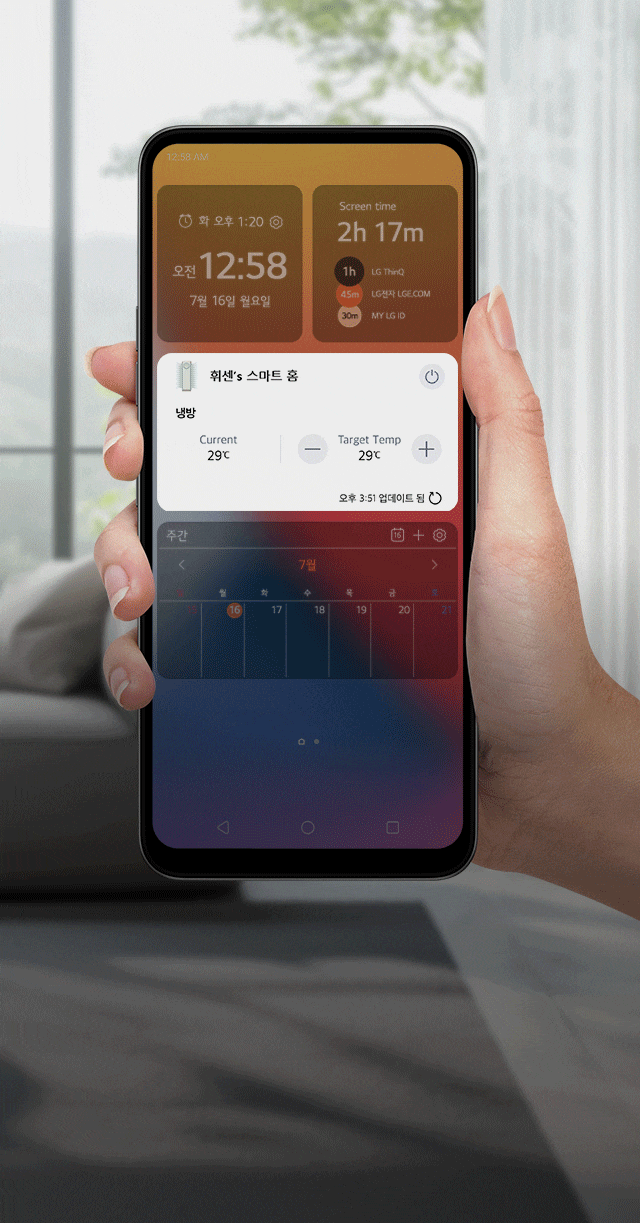 12:58 AM
화 오후 1:20
오전 12:58
7월 16일 월요일
Screen time
2h 17m
1h LG ThinQ
45m LG전자 LGE.COM
30m MY LG iD
휘센's 스마트 홈
냉방
Current
29℃
Target Temp
29℃
오후 3:51 업데이트 됨
주간
16
7월
월 화 수 목 금 토
16 17 18 19 20 21